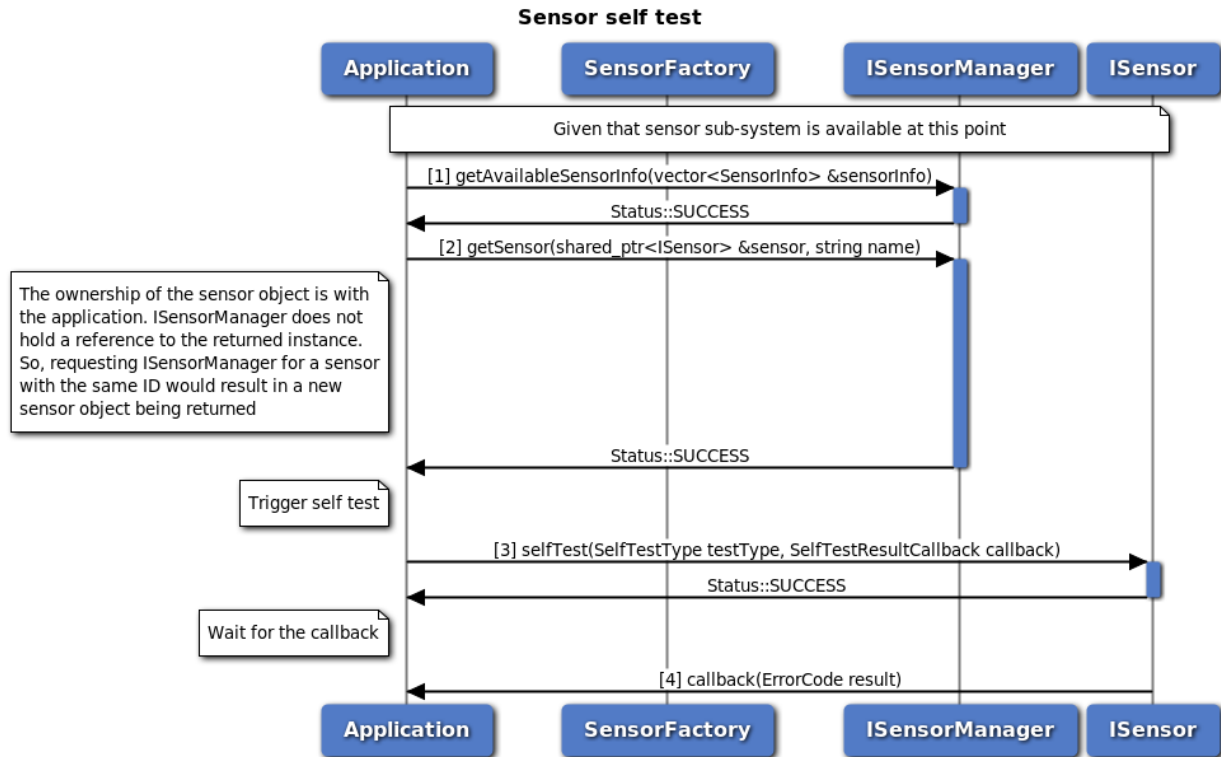 Sensor self test
Application
SensorFactory
ISensorManager
ISensor
Given that sensor sub-system is available at this point
[1] getAvailableSensorInfo(vector<SensorInfo> &sensorInfo)
Status::SUCCESS
[2] getSensor(shared_ptr<ISensor> &sensor, string name)
The ownership of the sensor object is with
the application. ISensorManager does not
hold a reference to the returned instance.
So, requesting ISensorManager for a sensor
with the same ID would result in a new
sensor object being returned
Status::SUCCESS
Trigger self test
[3] selfTest(SelfTestType testType, SelfTestResultCallback callback)
Status::SUCCESS
Wait for the callback
[4] callback(ErrorCode result)
Application
SensorFactory
ISensorManager
ISensor